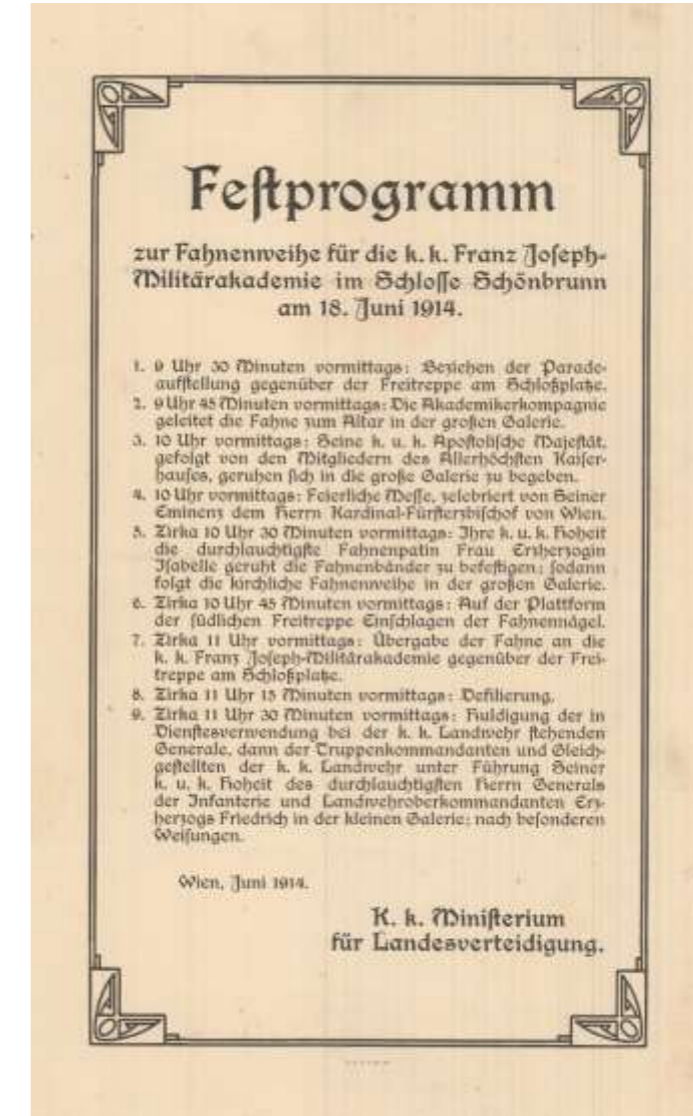 Festprogramm
zur Fahnenweihe für die k. k. Franz Joseph-
Militärakademie im Schlosse Schönbrunn
am 18. Juni 1914.
1. 9 Uhr 30 Minuten vormittags: Beziehen der Parade-
aufstellung gegenüber der Freitreppe am Schloßplatze.
2. 9 Uhr 45 Minuten vormittags: Die Akademikerkompagnie
geleitet die Fahne zum Altar in der großen Galerie.
3. 10 Uhr vormittags: Seine k. u. k. Apostolische Majestät,
gefolgt von den Mitgliedern des Allerhöchsten Kaiser-
hauses, geruhen sich in die große Galerie zu begeben.
4. 10 Uhr vormittags: Feierliche Messe, zelebriert von Seiner
Eminenz dem Herrn Kardinal-Fürsterzbischof von Wien.
5. Zirka 10 Uhr 30 Minuten vormittags: Ihre k. u. k. Hoheit
die durchlauchtigste Fahnenpatin Frau Erzherzogin
Isabelle geruht die Fahnenbänder zu befestigen; sodann
folgt die kirchliche Fahnenweihe in der großen Galerie.
6. Zirka 10 Uhr 45 Minuten vormittags: Auf der Plattform
der südlichen Freitreppe Einschlagen der Fahnennägel.
7. Zirka 11 Uhr vormittags: Übergabe der Fahne an die
k. k. Franz Joseph-Militärakademie gegenüber der Frei-
treppe am Schloßplatze.
8. Zirka 11 Uhr 15 Minuten vormittags: Defilierung.
9. Zirka 11 Uhr 30 Minuten vormittags: Huldigung der in
Dienstesverwendung bei der k. k. Landwehr stehenden
Generale, dann der Truppenkommandanten und Gleich-
gestellten der k. k. Landwehr unter Führung Seiner
k. u. k. Hoheit des durchlauchtigsten Herrn Generals
der Infanterie und Landwehroberkommandanten Erz-
herzogs Friedrich in der kleinen Galerie; nach besonderen
Weisungen.
Wien, Juni 1914.
K. k. Ministerium
für Landesverteidigung.